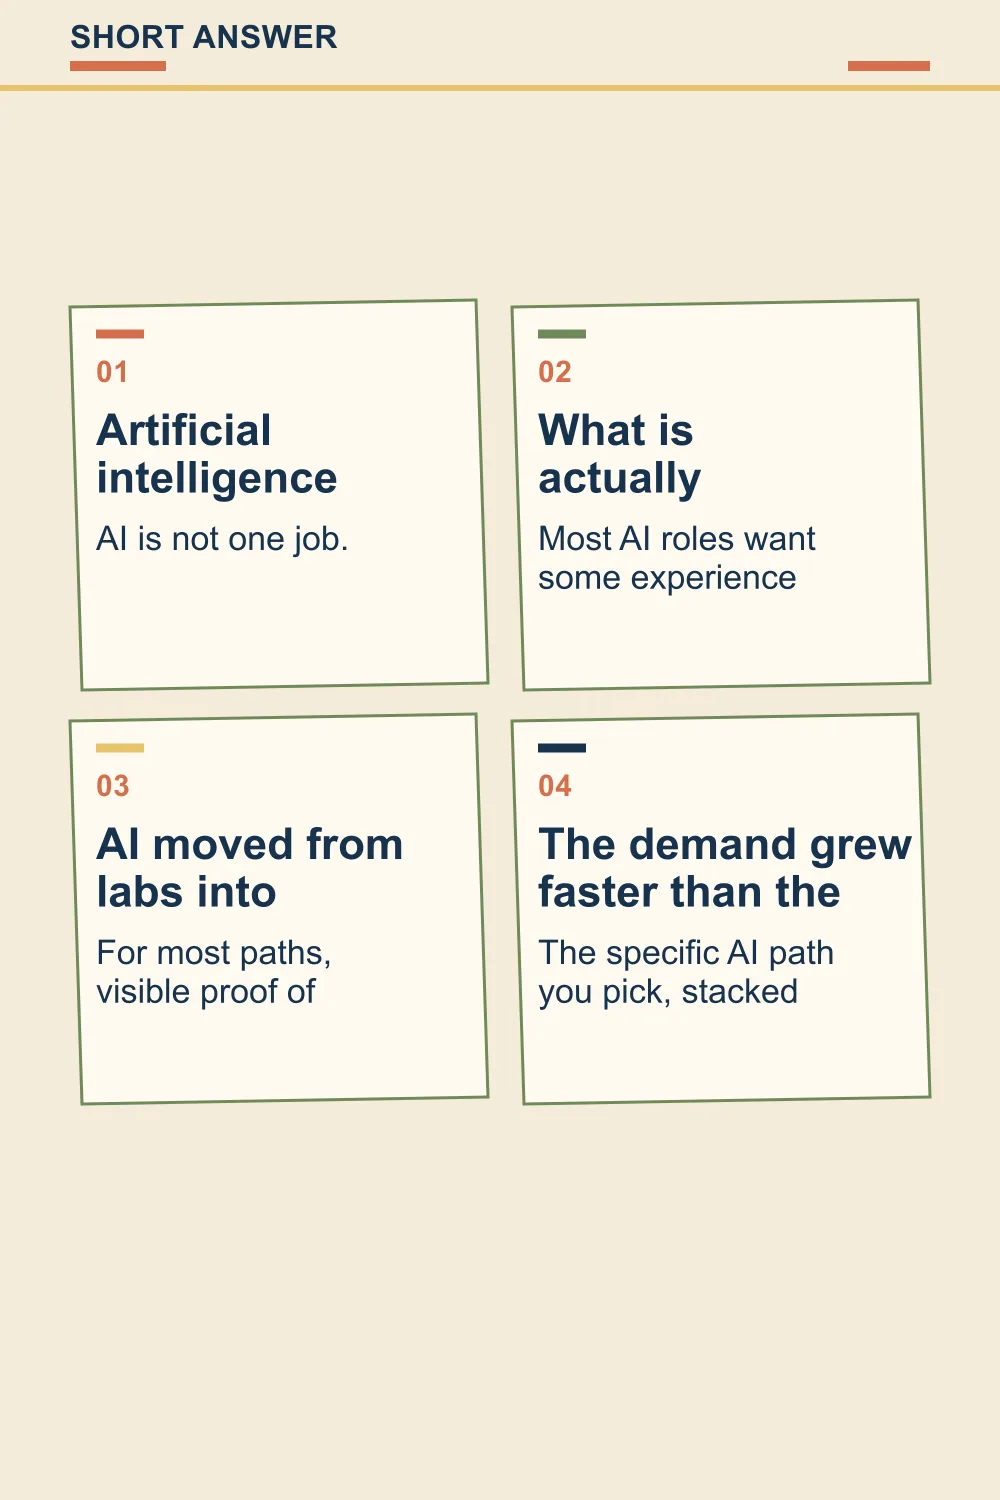 SHORT ANSWER
01
Artificial
intelligence
AI is not one job.
02
What is
actually
Most AI roles want
some experience
03
AI moved from
labs into
For most paths,
visible proof of
04
The demand grew
faster than the
The specific AI path
you pick, stacked